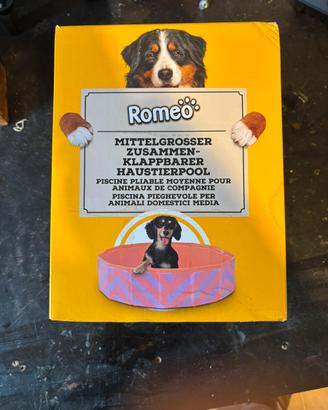 Romeo
MITTELGROSSER
ZUSAMMEN-
KLAPPBARER
HAUSTIERPOOL
PISCINE PLIABLE MOYENNE POUR
ANIMAUX DE COMPAGNIE
PISCINA PIEGHEVOLE PER
ANIMALI DOMESTICI MEDIA